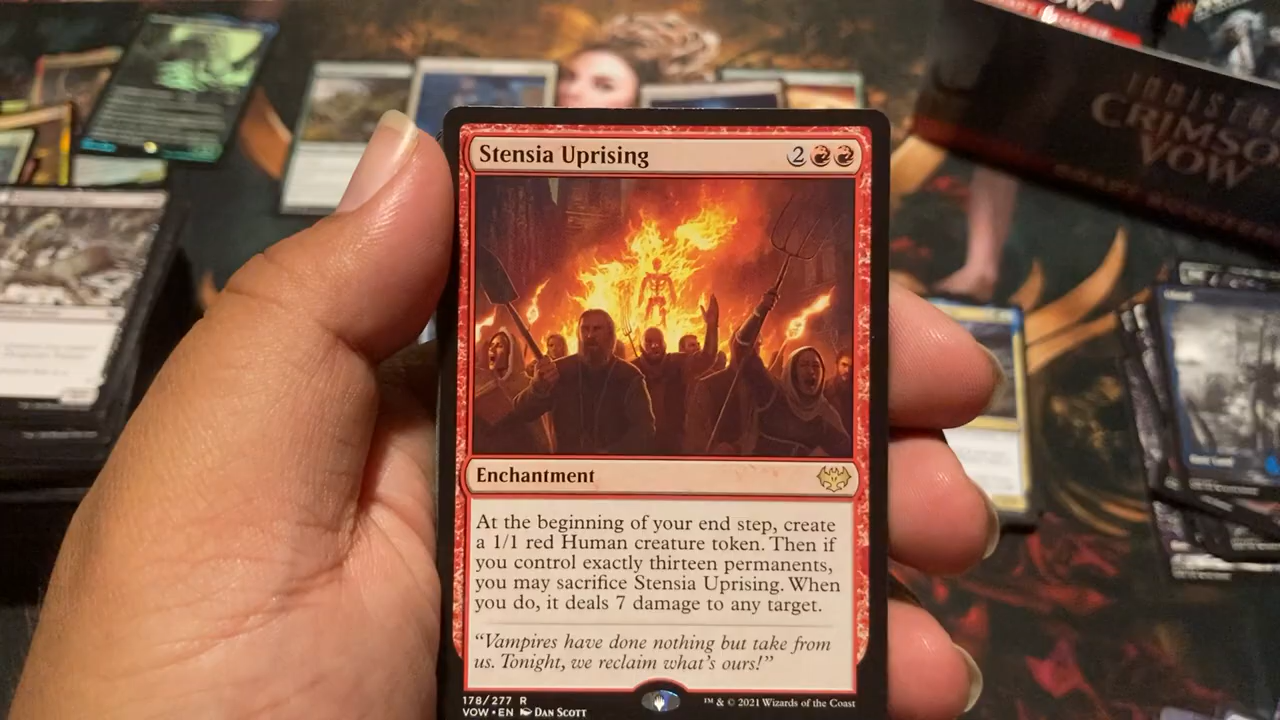 CRIMSO
VOW
Stensia Uprising
2
Enchantment
At the beginning of your end step, create
a 1/1 red Human creature token. Then if
you control exactly thirteen permanents,
you may sacrifice Stensia Uprising. When
you do, it deals 7 damage to any target.
“Vampires have done nothing but take from
us. Tonight, we reclaim what’s ours!”
178/277 R
VOW • EN DAN SCOTT
™ & © 2021 Wizards of the Coast